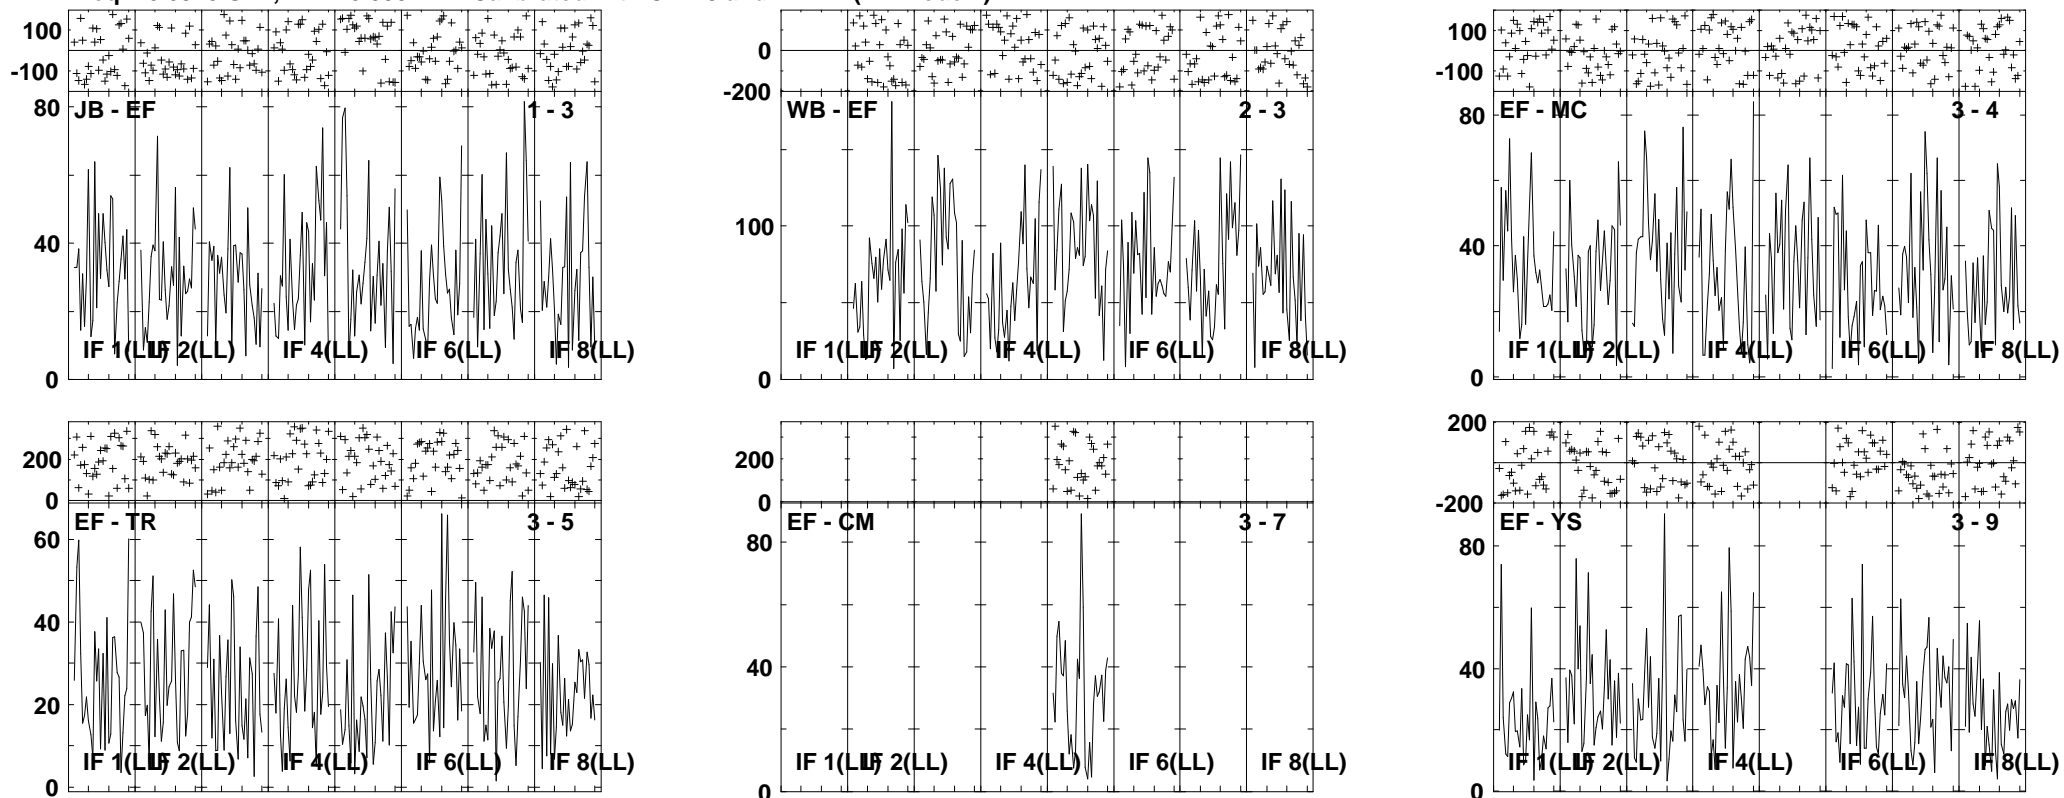 100
-100
JB - EF 1 - 3
80
40
0
IF 1(LL) IF 2(LL) IF 4(LL) IF 6(LL) IF 8(LL)
0
-200
WB - EF 2 - 3
100
0
IF 1(LL) IF 2(LL) IF 4(LL) IF 6(LL) IF 8(LL)
100
-100
EF - MC 3 - 4
80
40
0
IF 1(LL) IF 2(LL) IF 4(LL) IF 6(LL) IF 8(LL)
200
0
EF - TR 3 - 5
60
40
20
0
IF 1(LL) IF 2(LL) IF 4(LL) IF 6(LL) IF 8(LL)
200
0
EF - CM 3 - 7
80
40
0
IF 1(LL) IF 2(LL) IF 4(LL) IF 6(LL) IF 8(LL)
200
-200
EF - YS 3 - 9
80
40
0
IF 1(LL) IF 2(LL) IF 4(LL) IF 6(LL) IF 8(LL)